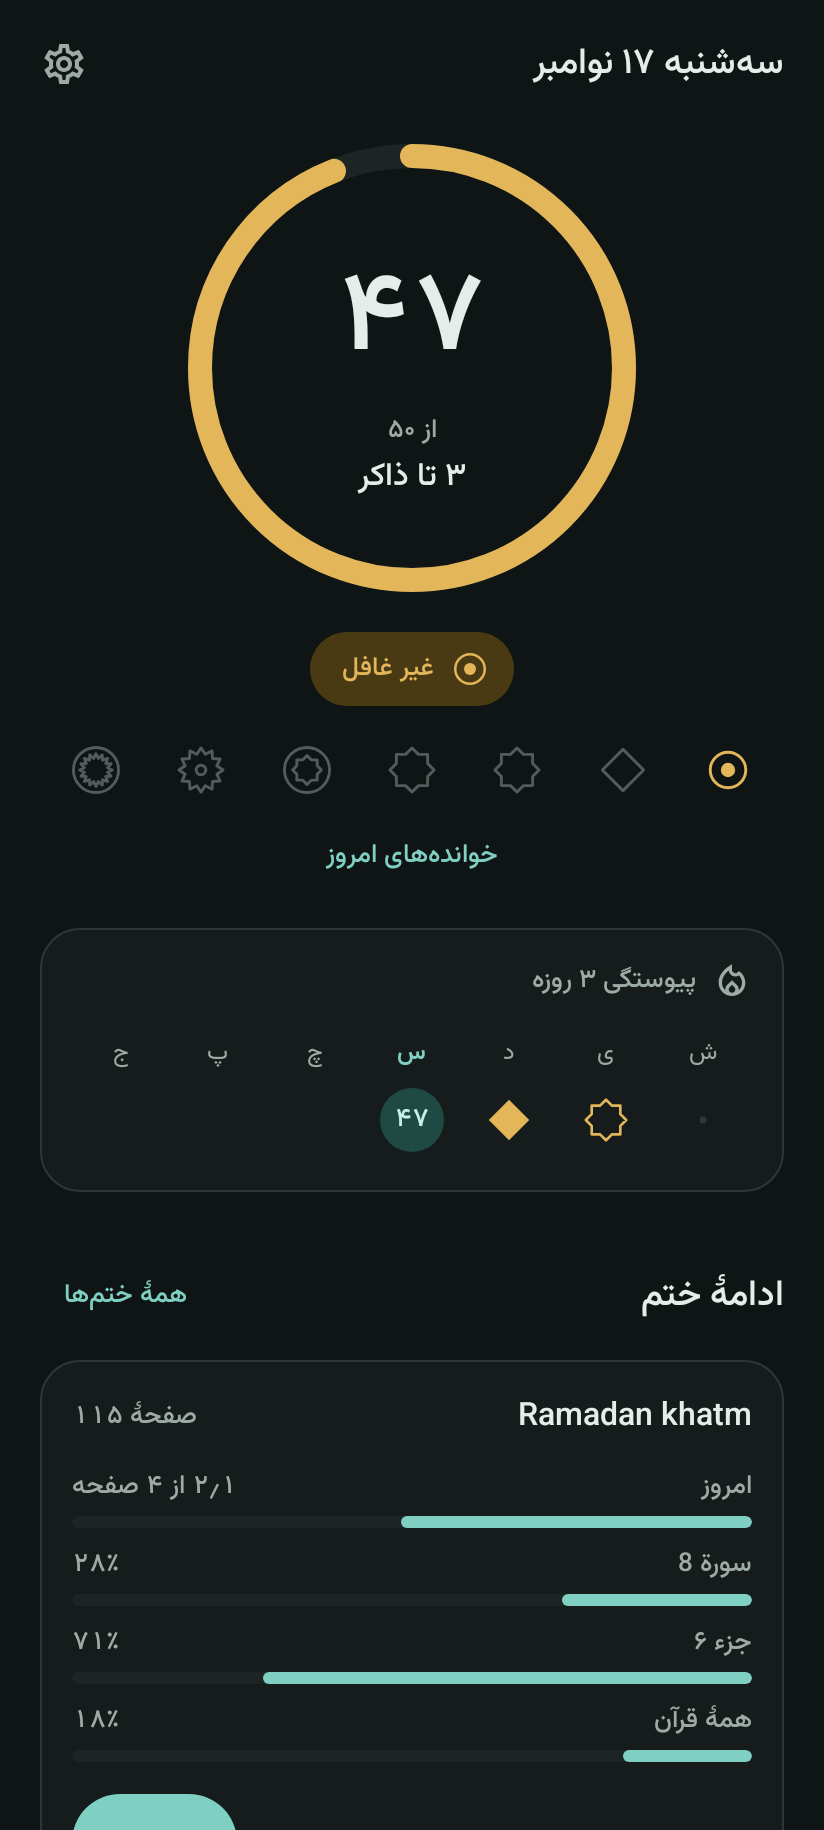 سه‌شنبه ۱۷ نوامبر
۴۷
از ۵۰
۳ تا ذاکر
غیر غافل
خوانده‌های امروز
پیوستگی ۳ روزه
ش ی د س چ پ ج
۴۷
ادامهٔ ختم
همهٔ ختم‌ها
Ramadan khatm
صفحهٔ ۱۱۵
امروز
۲٫۱ از ۴ صفحه
سورة 8
۲۸٪
جزء ۶
۷۱٪
همهٔ قرآن
۱۸٪